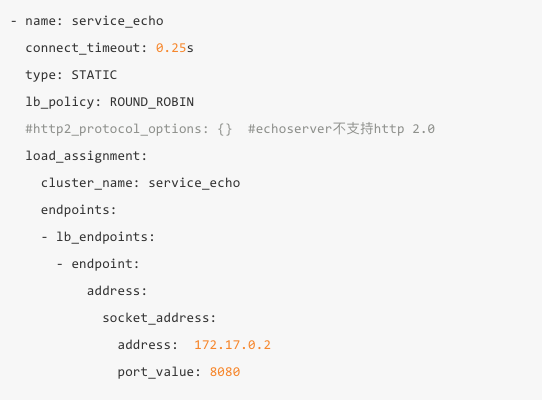 - name: service_echo
  connect_timeout: 0.25s
  type: STATIC
  lb_policy: ROUND_ROBIN
  #http2_protocol_options: {}  #echoserver不支持http 2.0
  load_assignment:
    cluster_name: service_echo
    endpoints:
    - lb_endpoints:
      - endpoint:
          address:
            socket_address:
              address:  172.17.0.2
              port_value: 8080